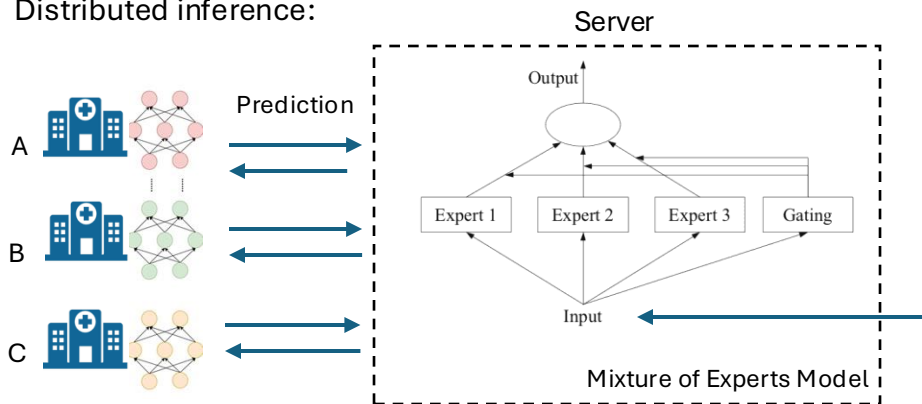 Distributed inference:
Server
Output
Prediction
A
Expert 1 Expert 2 Expert 3 Gating
B
Input
C
Mixture of Experts Model